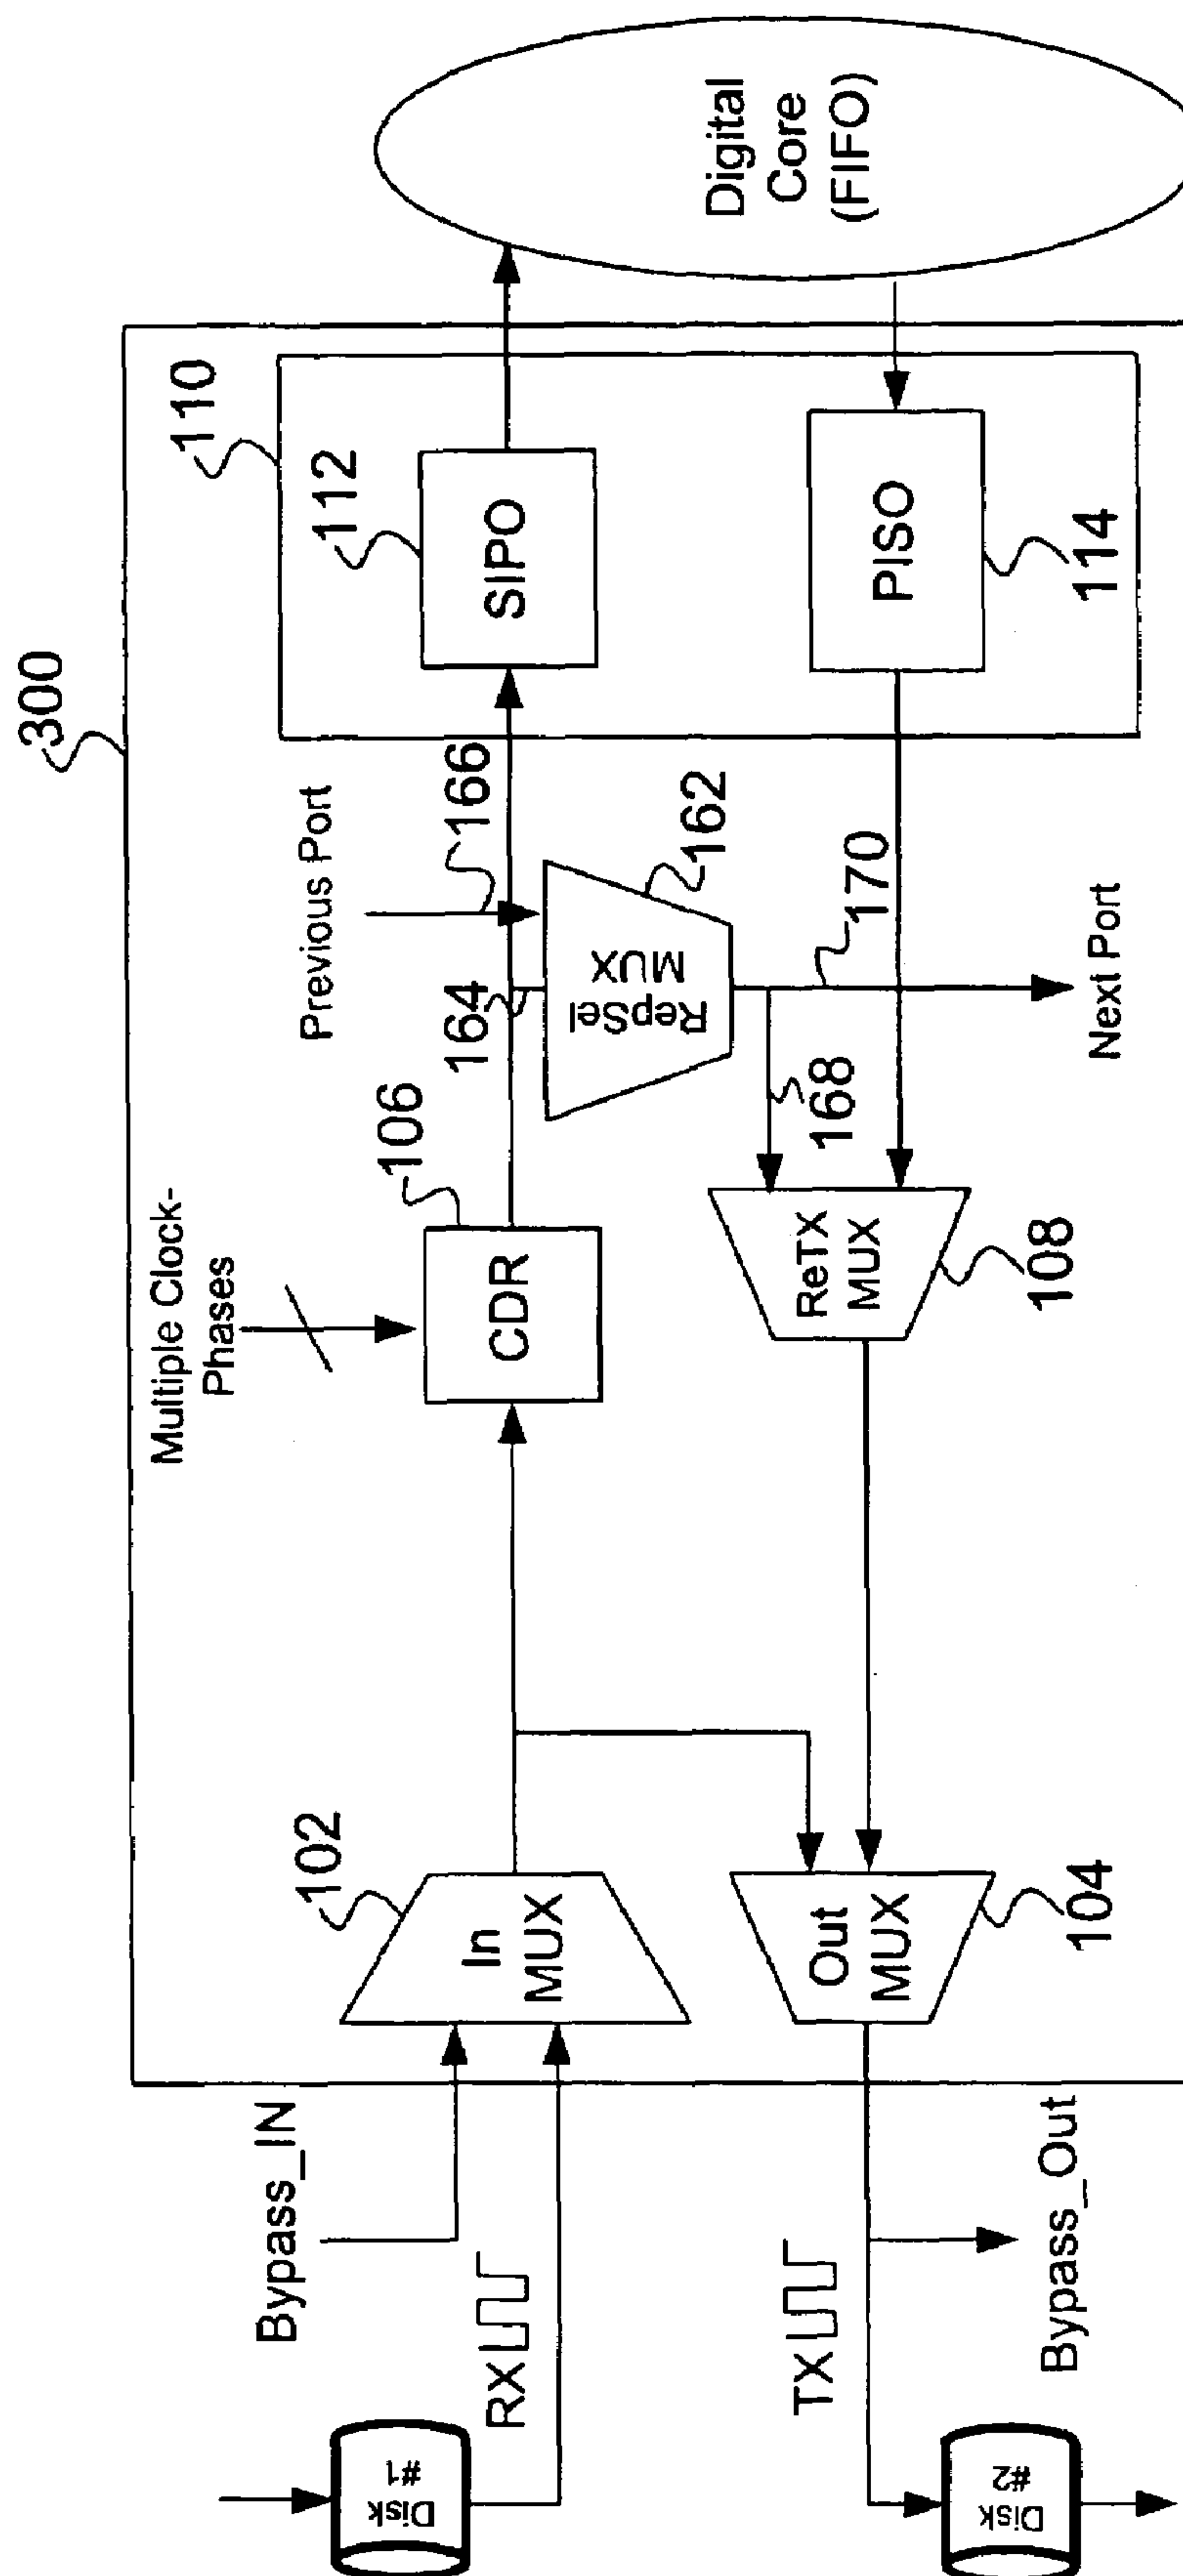 300
110
Previous Port
Multiple Clock-
Phases
112
166
106
164
102
Bypass_IN
Disk
#1
RX
In
MUX
CDR
RepSel
MUX
162
SIPO
Digital
Core
(FIFO)
TX
Out
MUX
ReTX
MUX
168
170
PISO
114
108
104
Next Port
Bypass_Out
Disk
#2